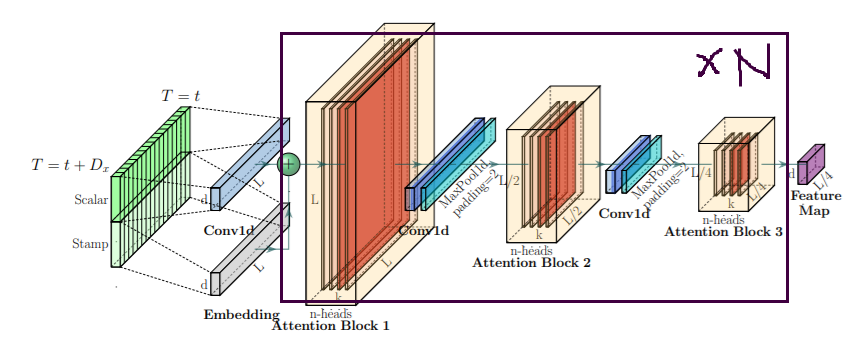 T = t
×N
T = t + Dₓ
Scalar
Stamp
d
L
Conv1d
d
L
Embedding
L
L
k
n-heads
Attention Block 1
Conv1d
MaxPool1d,
padding=2
L/2
L/2
k
n-heads
Attention Block 2
Conv1d
MaxPool1d,
padding=2
L/4
L/4
k
n-heads
Attention Block 3
d
L/4
Feature
Map